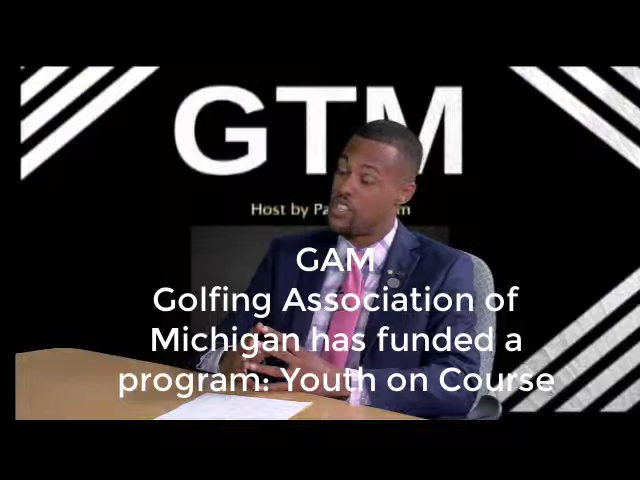 GTM
Host by
GAM
Golfing Association of
Michigan has funded a
program: Youth on Course